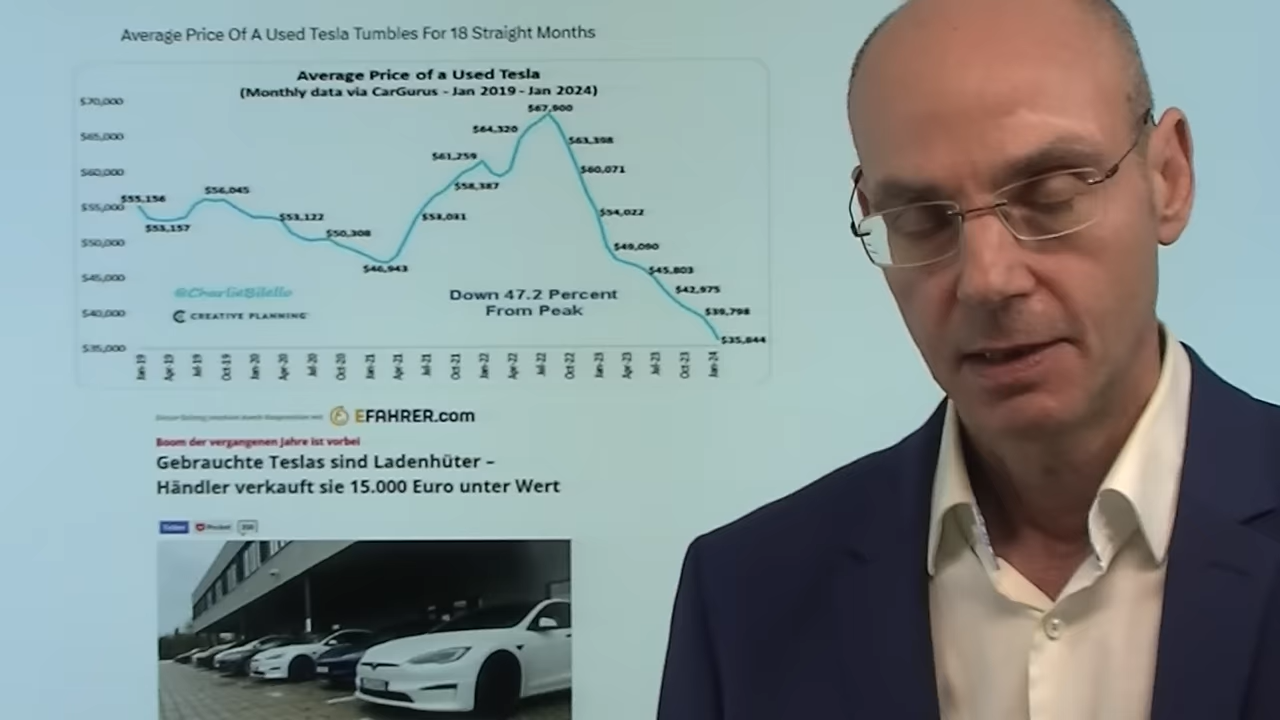 Average Price Of A Used Tesla Tumbles For 18 Straight Months
Average Price of a Used Tesla
(Monthly data via CarGurus - Jan 2019 - Jan 2024)
$70,000
$67,900
$65,000
$64,320
$63,398
$61,259
$60,000
$60,071
$58,387
$55,156
$56,045
$55,000
$54,022
$53,157
$53,122
$53,031
$50,308
$50,000
$49,090
$46,943
$45,803
$45,000
$42,975
@CharlieBilello
CREATIVE PLANNING
Down 47.2 Percent
From Peak
$40,000
$39,798
$35,844
$35,000
Jan-19
Apr-19
Jul-19
Oct-19
Jan-20
Apr-20
Jul-20
Oct-20
Jan-21
Apr-21
Jul-21
Oct-21
Jan-22
Apr-22
Jul-22
Oct-22
Jan-23
Apr-23
Jul-23
Oct-23
Jan-24
EFAHRER.com
Boom der vergangenen Jahre ist vorbei
Gebrauchte Teslas sind Ladenhüter –
Händler verkauft sie 15.000 Euro unter Wert